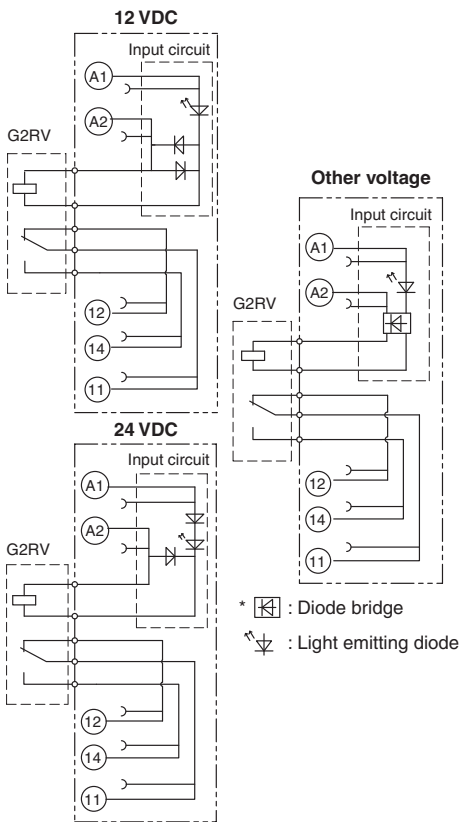 12 VDC
Input circuit
A1
A2
G2RV
12
14
11
Other voltage
Input circuit
A1
A2
G2RV
12
14
11
24 VDC
Input circuit
A1
A2
G2RV
12
14
11
* : Diode bridge
: Light emitting diode